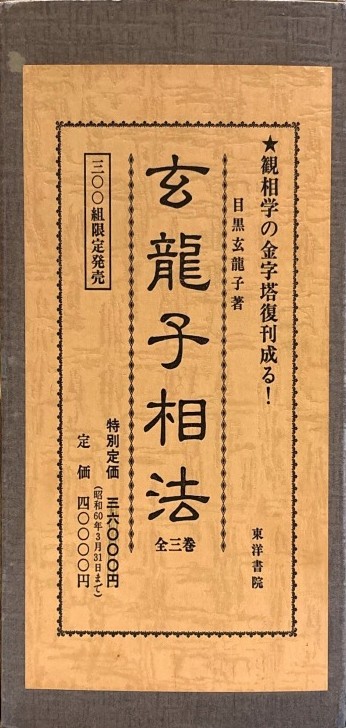 ★観相学の金字塔復刊成る!
目黒玄龍子著
東洋書院
玄龍子相法
全三巻
三〇〇組限定発売
特別定価 三六〇〇〇円
(昭和60年3月31日まで)
定価 四〇〇〇〇円